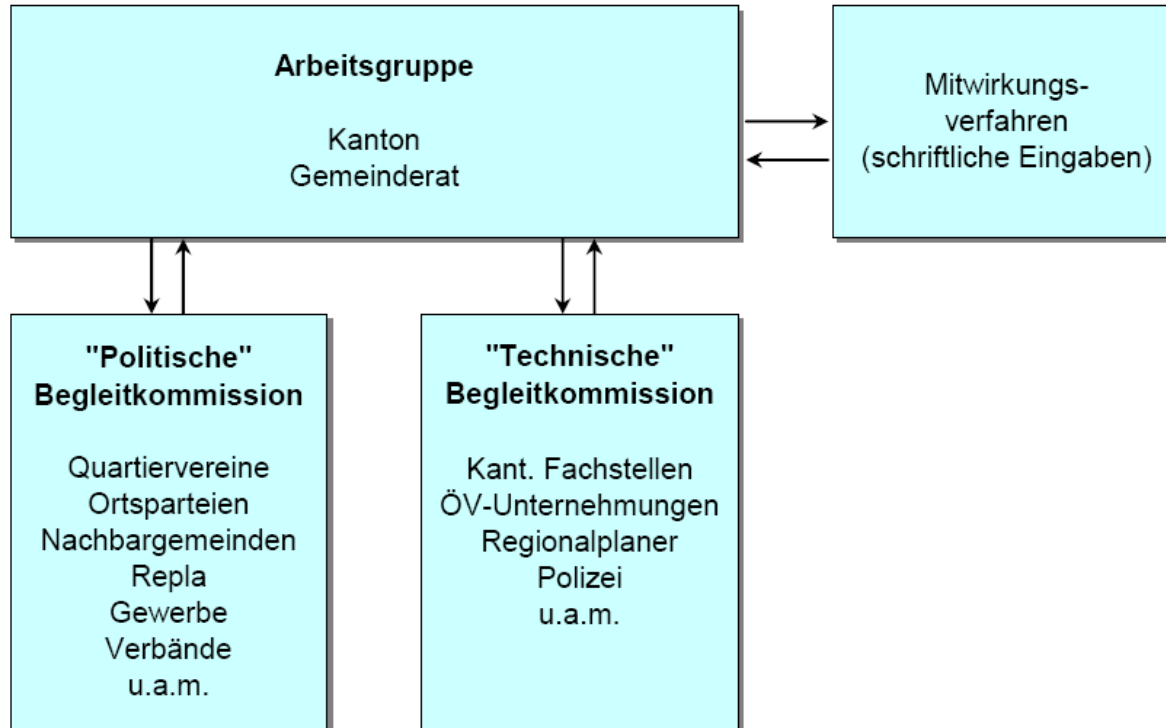 Arbeitsgruppe
Kanton
Gemeinderat
Mitwirkungs-
verfahren
(schriftliche Eingaben)
"Politische"
Begleitkommission
Quartiervereine
Ortsparteien
Nachbargemeinden
Repla
Gewerbe
Verbände
u.a.m.
"Technische"
Begleitkommission
Kant. Fachstellen
ÖV-Unternehmungen
Regionalplaner
Polizei
u.a.m.